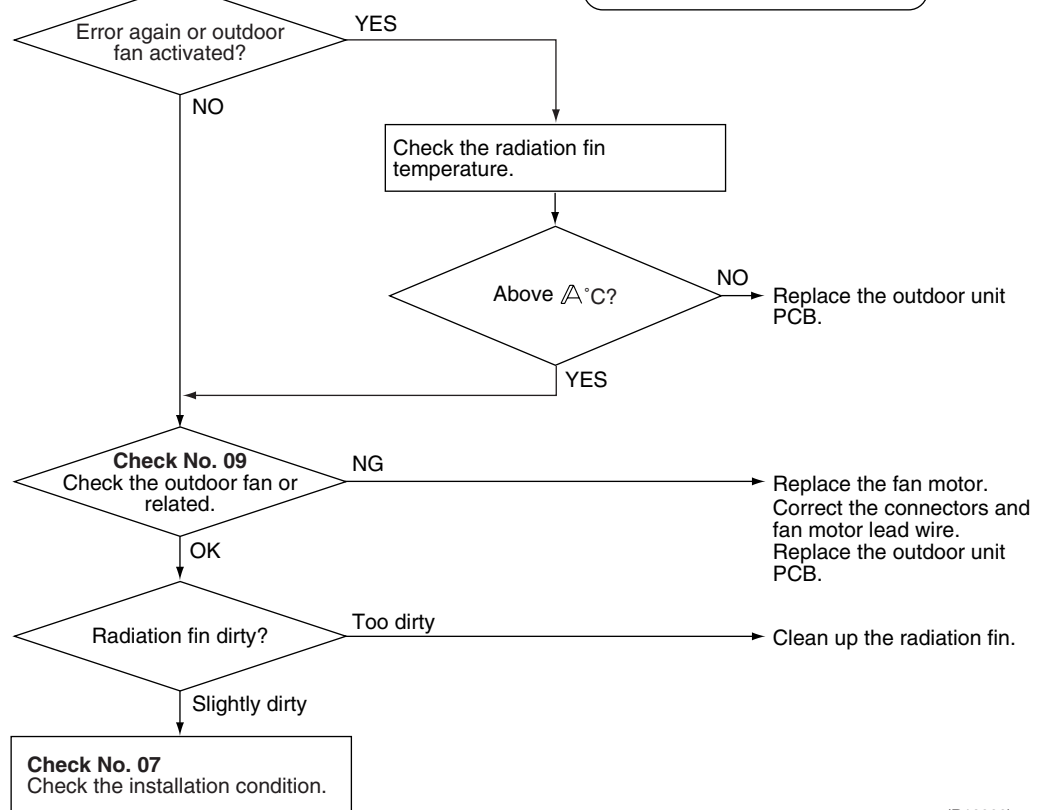 Error again or outdoor
fan activated?
YES
NO
Check the radiation fin
temperature.
Above A°C?
NO
Replace the outdoor unit
PCB.
YES
Check No. 09
Check the outdoor fan or
related.
NG
Replace the fan motor.
Correct the connectors and
fan motor lead wire.
Replace the outdoor unit
PCB.
OK
Radiation fin dirty?
Too dirty
Clean up the radiation fin.
Slightly dirty
Check No. 07
Check the installation condition.